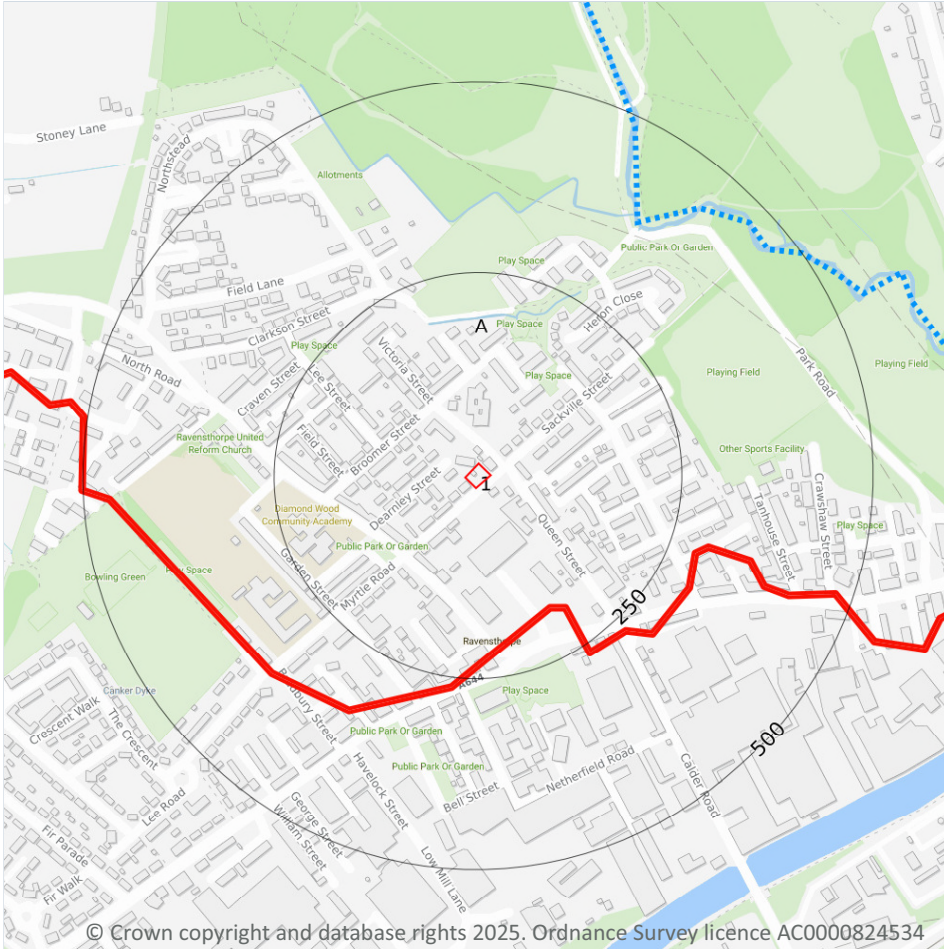 Stoney Lane
Northstead
Allotments
Public Park Or Garden
Play Space
Field Lane
Heron Close
A
Play Space
Clarkson Street
Play Space
Victoria Street
North Road
Park Road
Playing Field
Playing Field
Play Space
Craven Street
Lee Street
Sackville Street
Broomer Street
Ravensthorpe United
Reform Church
Field Street
Other Sports Facility
Dearnley Street
1
Crawshaw Street
Tanhouse Street
Diamond Wood
Community-Academy
Queen Street
Play Space
Public Park Or Garden
Garden Street
Myrtle Road
Play Space
Bowling Green
250
Ravensthorpe
A644
Play Space
Canker Dyke
Crescent Walk
The Crescent
Bradbury Street
Public Park Or Garden
500
Netherfield Road
Public Park Or Garden
Havelock Street
Calder Road
Bell Street
Lee Road
George Street
William Street
Fir Parade
Low Mill Lane
Fir Walk
© Crown copyright and database rights 2025. Ordnance Survey licence AC0000824534